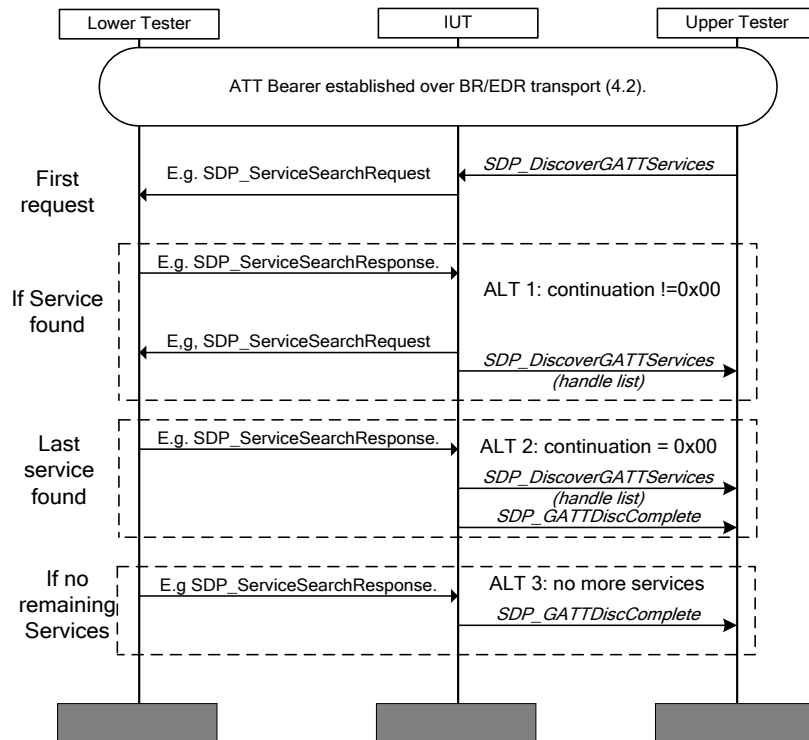 Lower Tester
IUT
Upper Tester
ATT Bearer established over BR/EDR transport (4.2).
First
request
E.g. SDP_ServiceSearchRequest
SDP_DiscoverGATTServices
If Service
found
E.g. SDP_ServiceSearchResponse.
ALT 1: continuation !=0x00
E,g, SDP_ServiceSearchRequest
SDP_DiscoverGATTServices
(handle list)
Last
service
found
E.g. SDP_ServiceSearchResponse.
ALT 2: continuation = 0x00
SDP_DiscoverGATTServices
(handle list)
SDP_GATTDiscComplete
If no
remaining
Services
E.g SDP_ServiceSearchResponse.
ALT 3: no more services
SDP_GATTDiscComplete